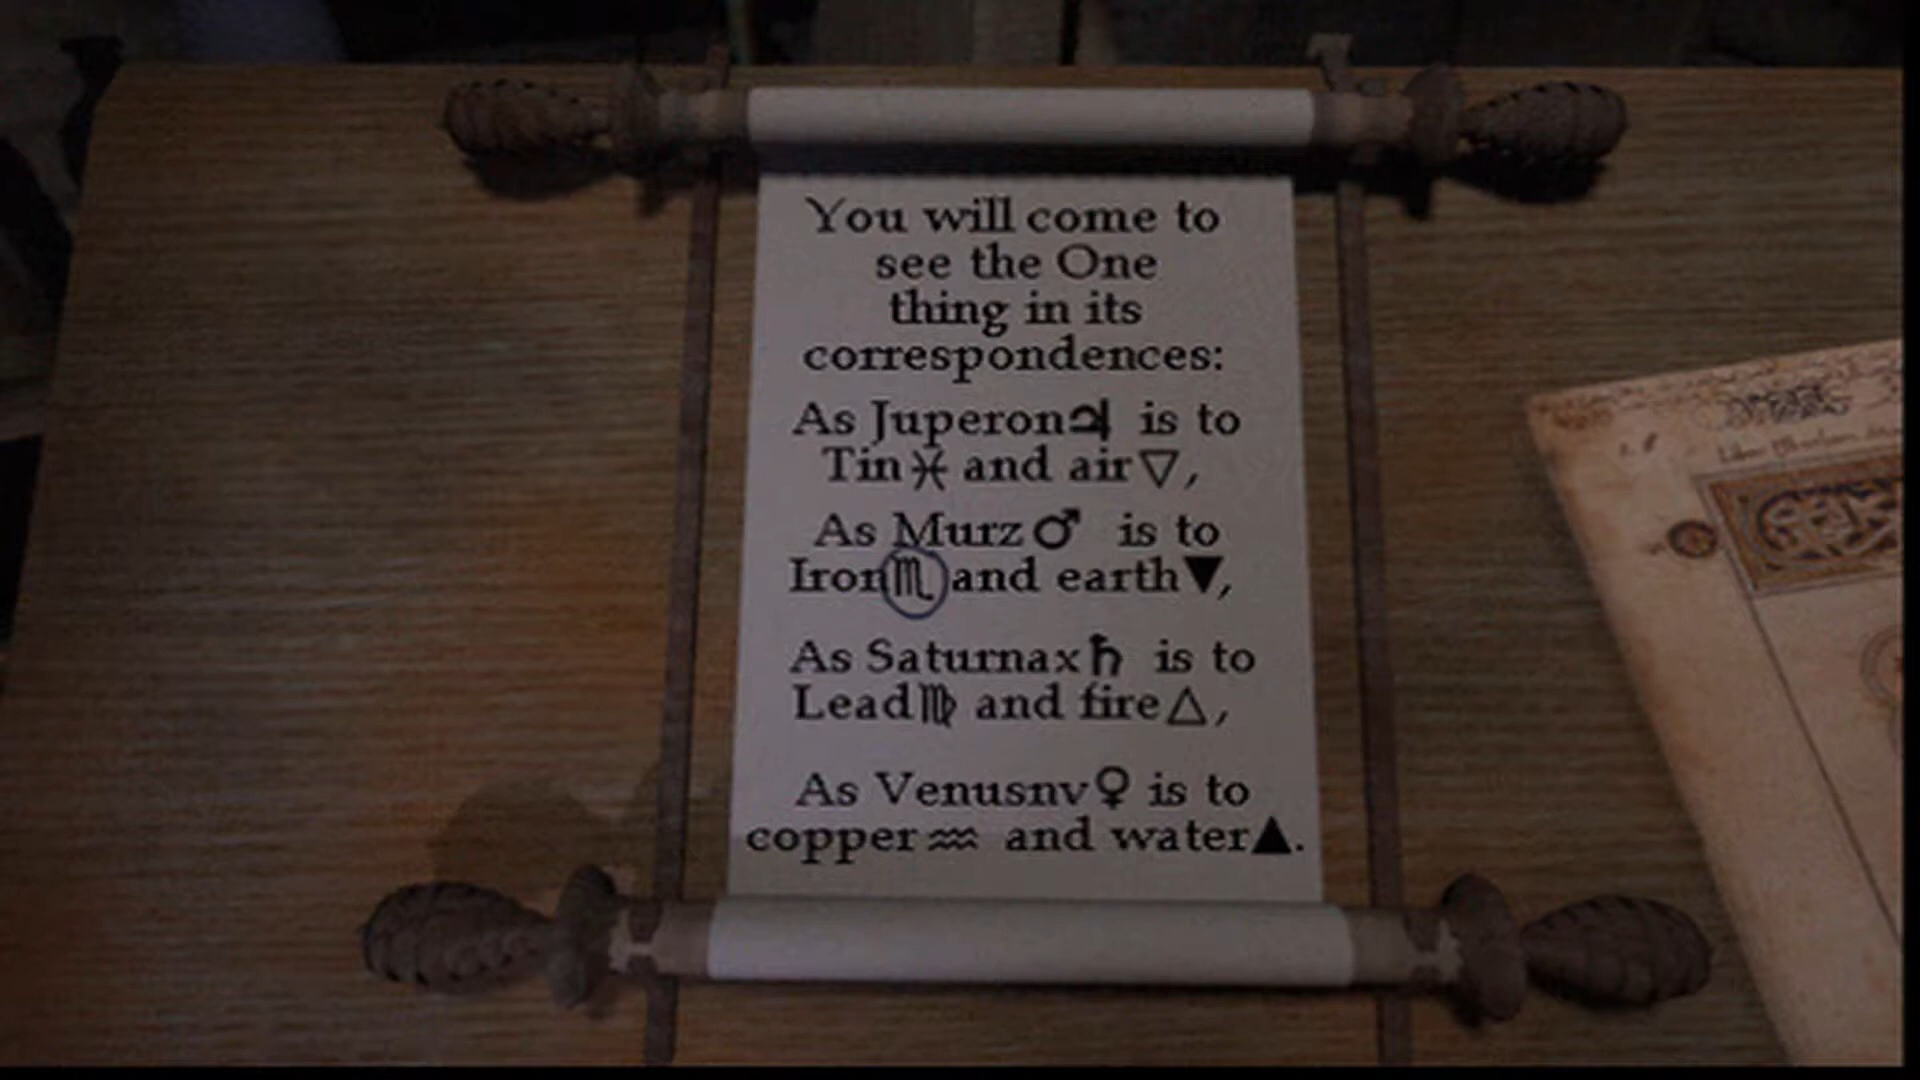 You will come to
see the One
thing in its
correspondences:
As Juperon♃ is to
Tin♓ and air▽,
As Murz♂ is to
Iron♏and earth▼,
As Saturnax♄ is to
Lead♍ and fire△,
As Venusnv♀ is to
copper♒ and water▲.